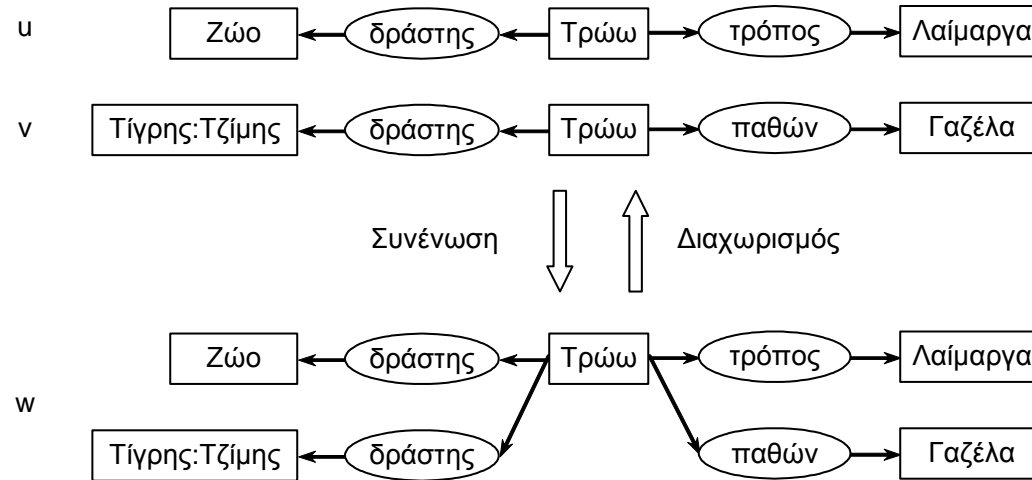 u Ζώο δράστης Τρώω τρόπος Λαίμαργα
v Τίγρης:Τζίμης δράστης Τρώω παθών Γαζέλα
Συνένωση Διαχωρισμός
Ζώο δράστης Τρώω τρόπος Λαίμαργα
w
Τίγρης:Τζίμης δράστης παθών Γαζέλα